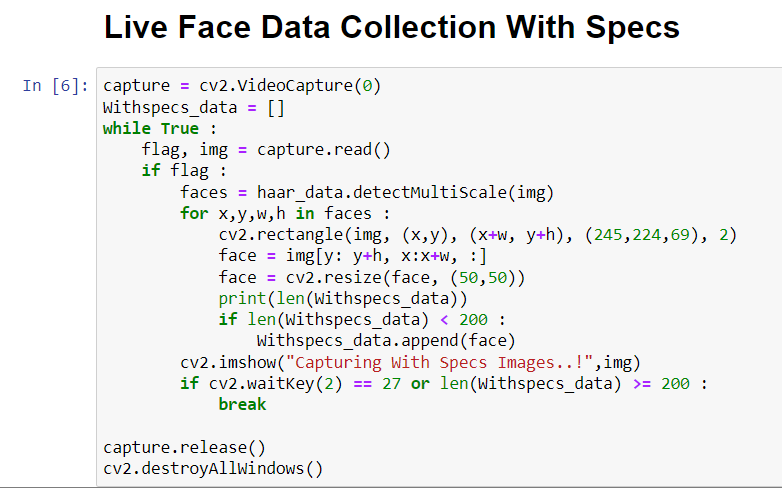 Live Face Data Collection With Specs
In [6]: capture = cv2.VideoCapture(0)
Withspecs_data = []
while True :
    flag, img = capture.read()
    if flag :
        faces = haar_data.detectMultiScale(img)
        for x,y,w,h in faces :
            cv2.rectangle(img, (x,y), (x+w, y+h), (245,224,69), 2)
            face = img[y: y+h, x:x+w, :]
            face = cv2.resize(face, (50,50))
            print(len(Withspecs_data))
            if len(Withspecs_data) < 200 :
                Withspecs_data.append(face)
        cv2.imshow("Capturing With Specs Images..!",img)
        if cv2.waitKey(2) == 27 or len(Withspecs_data) >= 200 :
            break
capture.release()
cv2.destroyAllWindows()